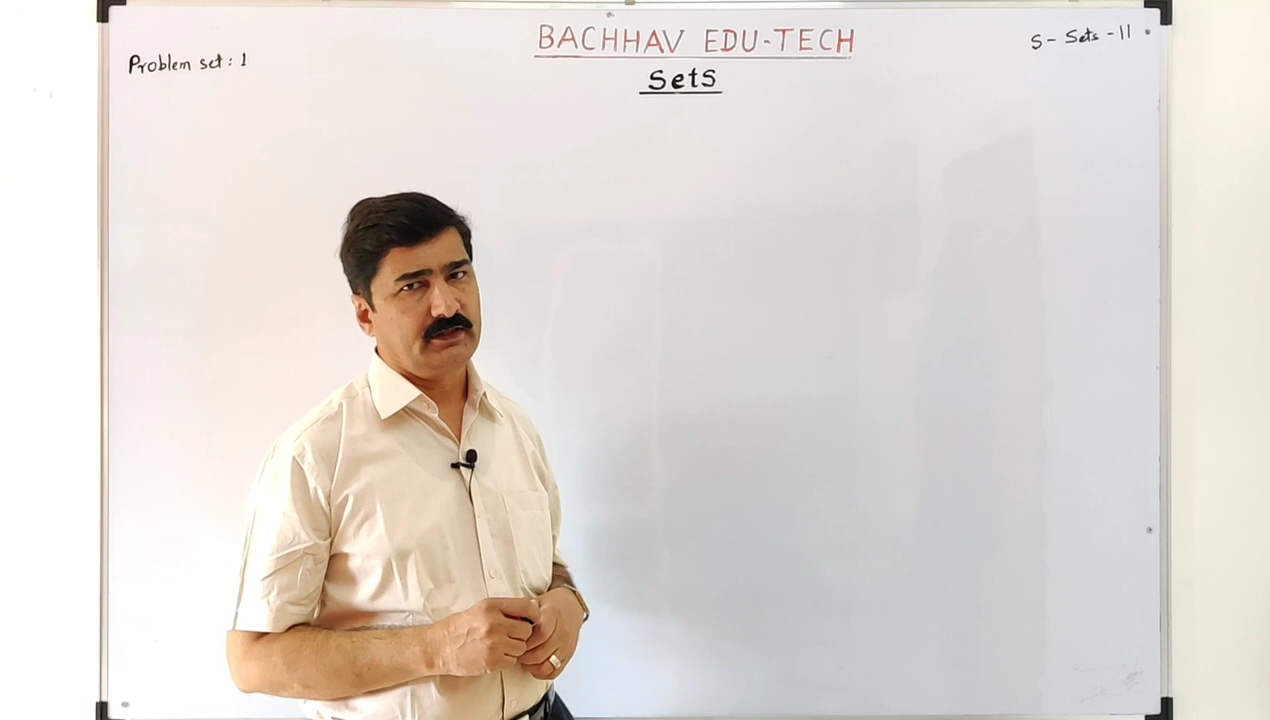 BACHHAV EDU-TECH
S- Sets -11
Problem set : 1
Sets